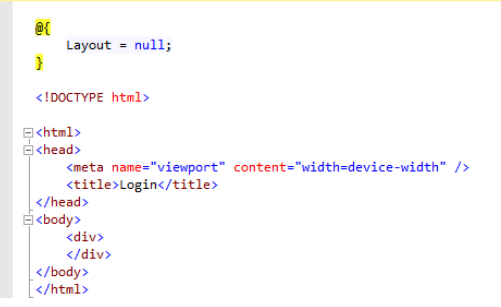 @{
    Layout = null;
}
<!DOCTYPE html>
<html>
<head>
    <meta name="viewport" content="width=device-width" />
    <title>Login</title>
</head>
<body>
    <div>
    </div>
</body>
</html>